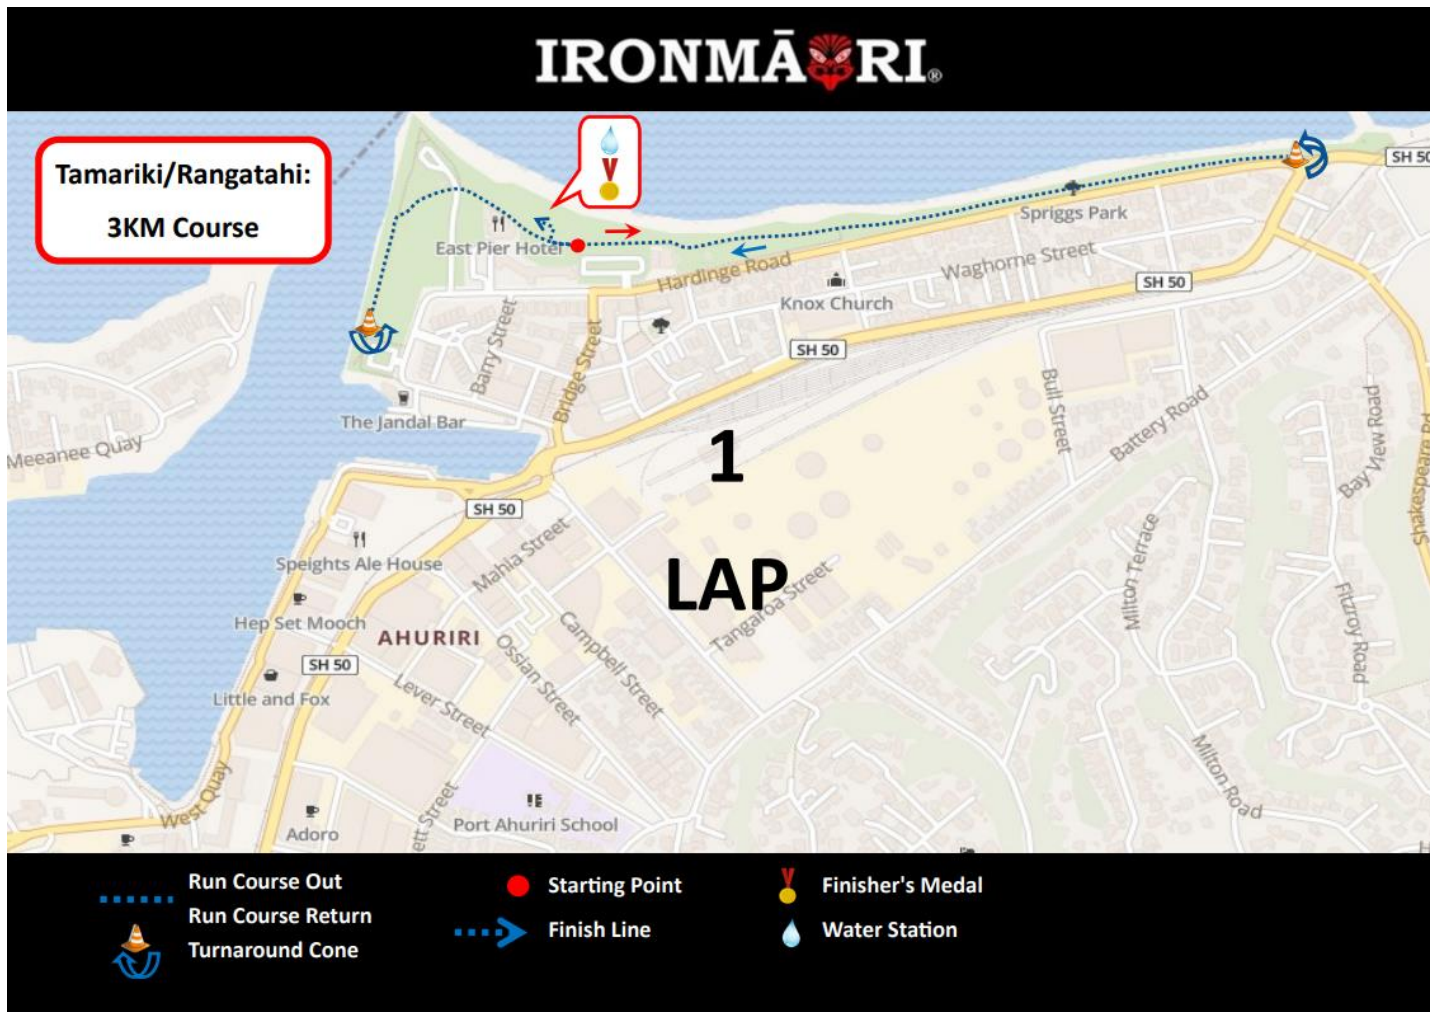 IRONMĀORI®
Tamariki/Rangatahi:
3KM Course
SH 50
Spriggs Park
East Pier Hotel
Hardinge Road
Waghorne Street
SH 50
Knox Church
Barry Street
Bridge Street
SH 50
Bull Street
Battery Road
Bay View Road
Shakespeare Ro
The Jandal Bar
Meeanee Quay
1
LAP
SH 50
Speights Ale House
Mahia Street
Hep Set Mooch
AHURIRI
SH 50
Little and Fox
Lever Street
Ossian Street
Campbell Street
Tangaroa Street
Milton Terrace
Fitzroy Road
Milton Road
West Quay
Adoro
ett Street
Port Ahuriri School
Run Course Out
Run Course Return
Turnaround Cone
Starting Point
Finish Line
Finisher's Medal
Water Station